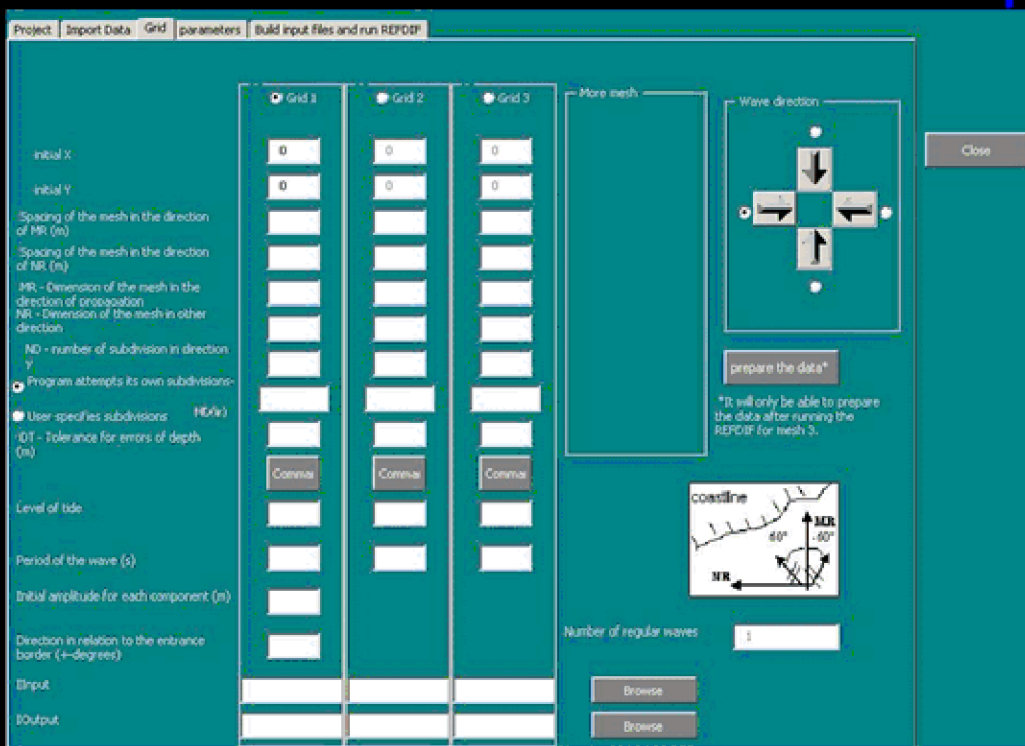 Project Import Data Grid parameters Build input files and run REFDIF
Grid 1 Grid 2 Grid 3
More mesh
Wave direction
Close
initial X 0 0 0
initial Y 0 0 0
Spacing of the mesh in the direction
of MR (m)
Spacing of the mesh in the direction
of NR (m)
MR - Dimension of the mesh in the
direction of propagation
NR - Dimension of the mesh in other
direction
ND - number of subdivision in direction
y
Program attempts its own subdivisions-
User specifies subdivisions
IDT - Tolerance for errors of depth
(m)
Commar Commar Commar
Level of tide
Period of the wave (s)
Initial amplitude for each component (m)
Direction in relation to the entrance
border (+-degrees)
IInput
IOutput
prepare the data*
*It will only be able to prepare
the data after running the
REFDIF for mesh 3.
coastline
MR
60° -60°
NR
Number of regular waves 1
Browse
Browse